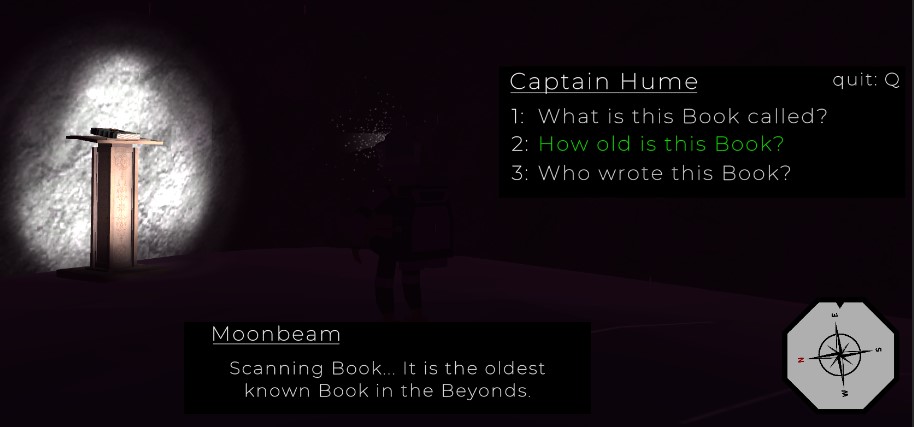 Captain Hume
quit: Q
1: What is this Book called?
2: How old is this Book?
3: Who wrote this Book?
Moonbeam
Scanning Book... It is the oldest
known Book in the Beyonds.
E
N
S
W